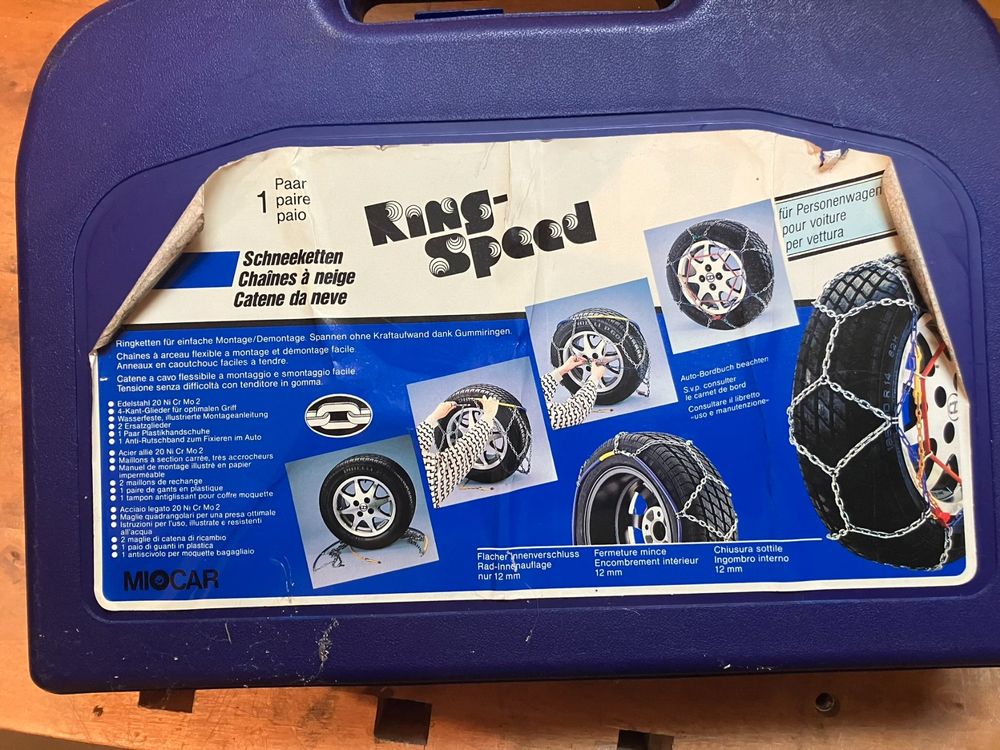 1
Paar
paire
paio
Ring-
Speed
für Personenwagen
pour voiture
per vettura
Schneeketten
Chaînes à neige
Catene da neve
Ringketten für einfache Montage/Demontage. Spannen ohne Kraftaufwand dank Gummiringen.
Chaines à arceau flexible a montage et démontage facile.
Anneaux en caoutchouc faciles a tendre.
Catene a cavo flessibile a montaggio e smontaggio facile.
Tensione senza difficoltà con tenditore in gomma.
● Edelstahl 20 Ni Cr Mo 2
● 4-Kant-Glieder für optimalen Griff
● Wasserfeste, illustrierte Montageanleitung
● 2 Ersatzglieder
● 1 Paar Plastikhandschuhe
● 1 Anti-Rutschband zum Fixieren im Auto
● Acier allié 20 Ni Cr Mo 2
● Maillons à section carrée, très accrocheurs
● Manuel de montage illustré en papier
imperméable
● 2 maillons de rechange
● 1 paire de gants en plastique
● 1 tampon antiglissant pour coffre moquette
● Acciaio legato 20 Ni Cr Mo 2
● Maglie quadrangolari per una presa ottimale
● Istruzioni per l'uso, illustrate e resistenti
all'acqua
● 2 maglie di catena di ricambio
● 1 paio di guanti in plastica
● 1 antiscivolo per moquette bagagliaio
MIOCAR
Auto-Bordbuch beachten
S.v.p. consulter
le carnet de bord
Consultare il libretto
«uso e manutenzione»
Flacher Innenverschluss
Rad-Innenauflage
nur 12 mm
Fermeture mince
Encombrement intérieur
12 mm
Chiusura sottile
Ingombro interno
12 mm